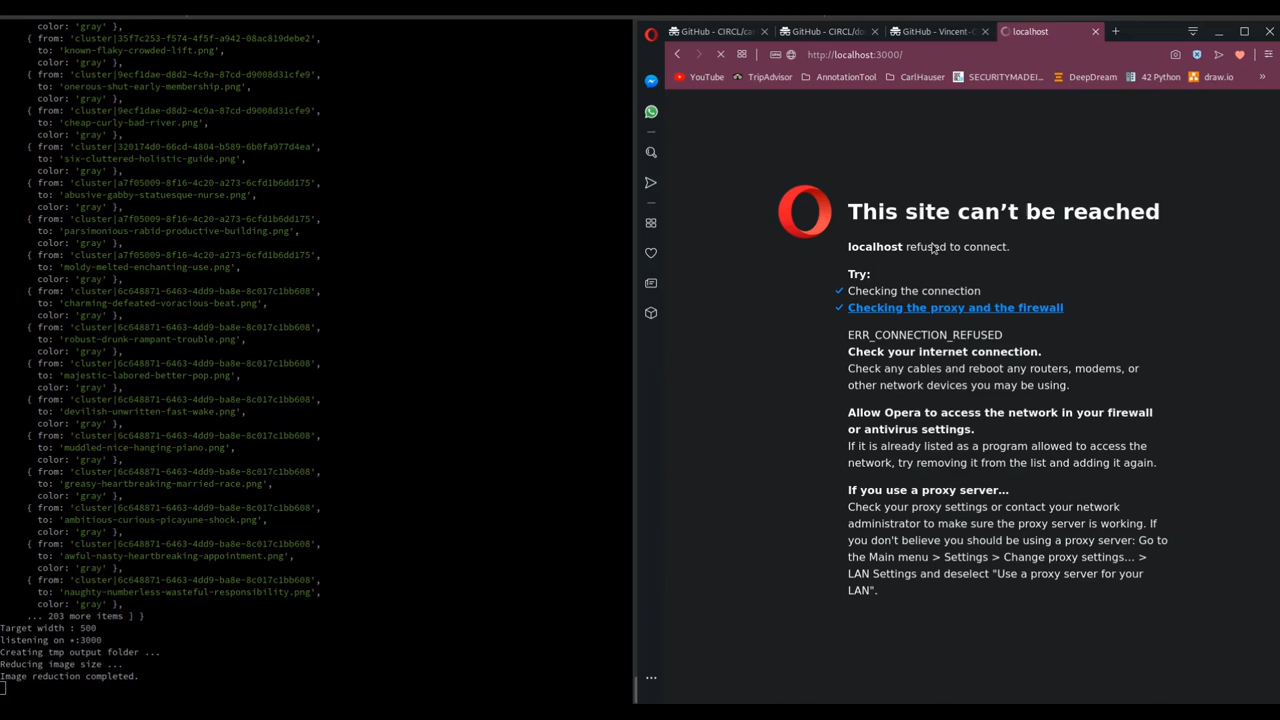 color: 'gray' },
{ from: 'cluster|35f7c253-f574-4f5f-a942-08ac819debe2',
to: 'known-flaky-crowded-lift.png',
color: 'gray' },
{ from: 'cluster|9ecf1dae-d8d2-4c9a-87cd-d9008d31cfe9',
to: 'onerous-shut-early-membership.png',
color: 'gray' },
{ from: 'cluster|9ecf1dae-d8d2-4c9a-87cd-d9008d31cfe9',
to: 'cheap-curly-bad-river.png',
color: 'gray' },
{ from: 'cluster|320174d0-66cd-4804-b589-6b0fa977d4ea',
to: 'six-cluttered-holistic-guide.png',
color: 'gray' },
{ from: 'cluster|a7f05009-8f16-4c20-a273-6cfd1b6dd175',
to: 'abusive-gabby-statuesque-nurse.png',
color: 'gray' },
{ from: 'cluster|a7f05009-8f16-4c20-a273-6cfd1b6dd175',
to: 'parsimonious-rabid-productive-building.png',
color: 'gray' },
{ from: 'cluster|a7f05009-8f16-4c20-a273-6cfd1b6dd175',
to: 'moldy-melted-enchanting-use.png',
color: 'gray' },
{ from: 'cluster|6c648871-6463-4dd9-ba8e-8c017c1bb608',
to: 'charming-defeated-voracious-beat.png',
color: 'gray' },
{ from: 'cluster|6c648871-6463-4dd9-ba8e-8c017c1bb608',
to: 'robust-drunk-rampant-trouble.png',
color: 'gray' },
{ from: 'cluster|6c648871-6463-4dd9-ba8e-8c017c1bb608',
to: 'majestic-labored-better-pop.png',
color: 'gray' },
{ from: 'cluster|6c648871-6463-4dd9-ba8e-8c017c1bb608',
to: 'devilish-unwritten-fast-wake.png',
color: 'gray' },
{ from: 'cluster|6c648871-6463-4dd9-ba8e-8c017c1bb608',
to: 'muddled-nice-hanging-piano.png',
color: 'gray' },
{ from: 'cluster|6c648871-6463-4dd9-ba8e-8c017c1bb608',
to: 'greasy-heartbreaking-married-race.png',
color: 'gray' },
{ from: 'cluster|6c648871-6463-4dd9-ba8e-8c017c1bb608',
to: 'ambitious-curious-picayune-shock.png',
color: 'gray' },
{ from: 'cluster|6c648871-6463-4dd9-ba8e-8c017c1bb608',
to: 'awful-nasty-heartbreaking-appointment.png',
color: 'gray' },
{ from: 'cluster|6c648871-6463-4dd9-ba8e-8c017c1bb608',
to: 'naughty-numberless-wasteful-responsibility.png',
color: 'gray' },
... 203 more items ] }
Target width : 500
listening on *:3000
Creating tmp output folder ...
Reducing image size ...
Image reduction completed.
GitHub - CIRCL/ca
GitHub - CIRCL/do
GitHub - Vincent-C
localhost
http://localhost:3000/
YouTube
TripAdvisor
AnnotationTool
CarlHauser
SECURITYMADEI...
DeepDream
42 Python
draw.io
This site can't be reached
localhost refused to connect.
Try:
Checking the connection
Checking the proxy and the firewall
ERR_CONNECTION_REFUSED
Check your internet connection.
Check any cables and reboot any routers, modems, or
other network devices you may be using.
Allow Opera to access the network in your firewall
or antivirus settings.
If it is already listed as a program allowed to access the
network, try removing it from the list and adding it again.
If you use a proxy server…
Check your proxy settings or contact your network
administrator to make sure the proxy server is working. If
you don't believe you should be using a proxy server: Go to
the Main menu > Settings > Change proxy settings… >
LAN Settings and deselect "Use a proxy server for your
LAN".